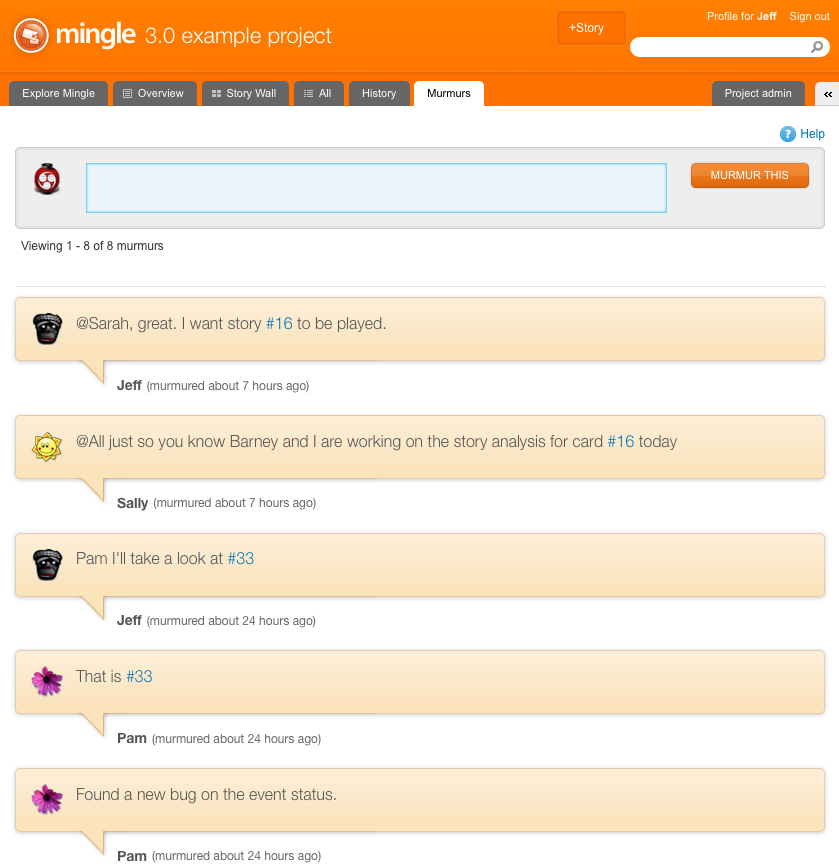 Profile for Jeff Sign out
mingle 3.0 example project
+Story
Explore Mingle Overview Story Wall All History Murmurs Project admin «
? Help
MURMUR THIS
Viewing 1 - 8 of 8 murmurs
@Sarah, great. I want story #16 to be played.
Jeff (murmured about 7 hours ago)
@All just so you know Barney and I are working on the story analysis for card #16 today
Sally (murmured about 7 hours ago)
Pam I'll take a look at #33
Jeff (murmured about 24 hours ago)
That is #33
Pam (murmured about 24 hours ago)
Found a new bug on the event status.
Pam (murmured about 24 hours ago)